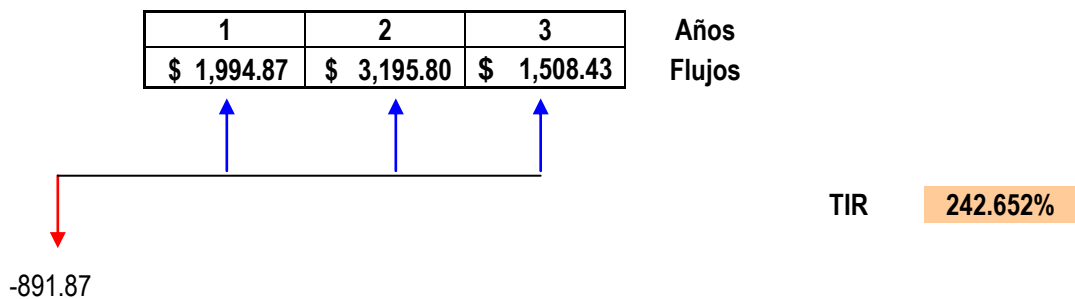 1 2 3 Años
$ 1,994.87 $ 3,195.80 $ 1,508.43 Flujos
TIR 242.652%
-891.87